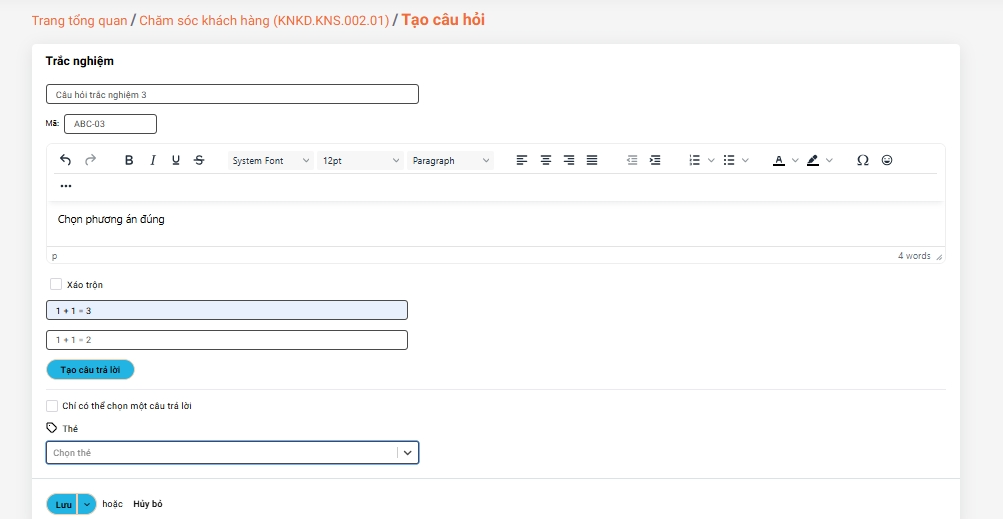 Trang tổng quan / Chăm sóc khách hàng (KNKD.KNS.002.01) / Tạo câu hỏi
Trắc nghiệm
Câu hỏi trắc nghiệm 3
Mã: ABC-03
B I U S System Font 12pt Paragraph A Ω
•••
Chọn phương án đúng
p 4 words
Xáo trộn
1 + 1 = 3
1 + 1 = 2
Tạo câu trả lời
Chỉ có thể chọn một câu trả lời
Thẻ
Chọn thẻ
Lưu hoặc Hủy bỏ